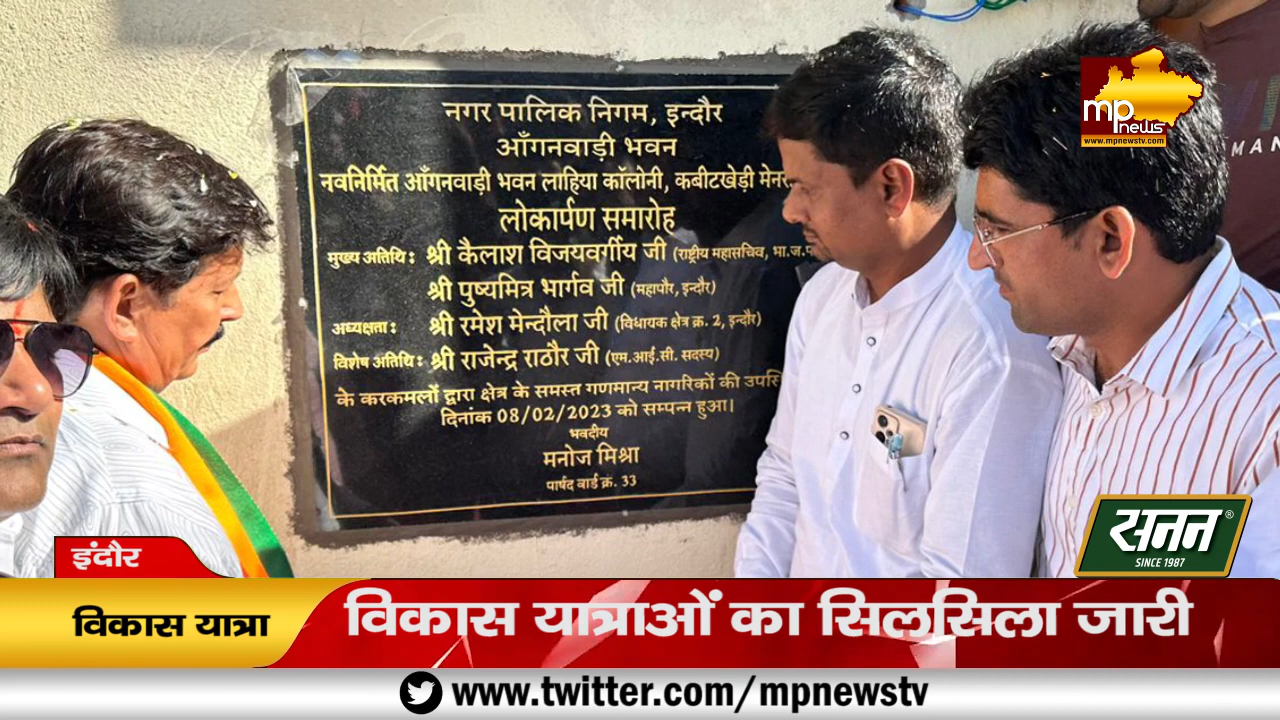 नगर पालिक निगम, इन्दौर
आँगनवाड़ी भवन
नवनिर्मित आँगनवाड़ी भवन लाहिया कॉलोनी, कबीटखेड़ी
लोकार्पण समारोह
मुख्य अतिथि : श्री कैलाश विजयवर्गीय जी (राष्ट्रीय महासचिव, भा.ज.
श्री पुष्यमित्र भार्गव जी (महापौर, इन्दौर)
अध्यक्षता : श्री रमेश मेन्दौला जी (विधायक क्षेत्र क्र. 2, इन्दौर)
विशेष अतिथि : श्री राजेन्द्र राठौर जी (एम.आई.सी. सदस्य)
के करकमलों द्वारा क्षेत्र के समस्त गणमान्य नागरिकों की
दिनांक 08/02/2023 को सम्पन्न हुआ।
भवदीय
मनोज मिश्रा
पार्षद वार्ड क्र. 33
mp
news
www.mpnewstv.com
MAN
सनन®
SINCE 1987
इंदौर
विकास यात्रा
विकास यात्राओं का सिलसिला जारी
www.twitter.com/mpnewstv